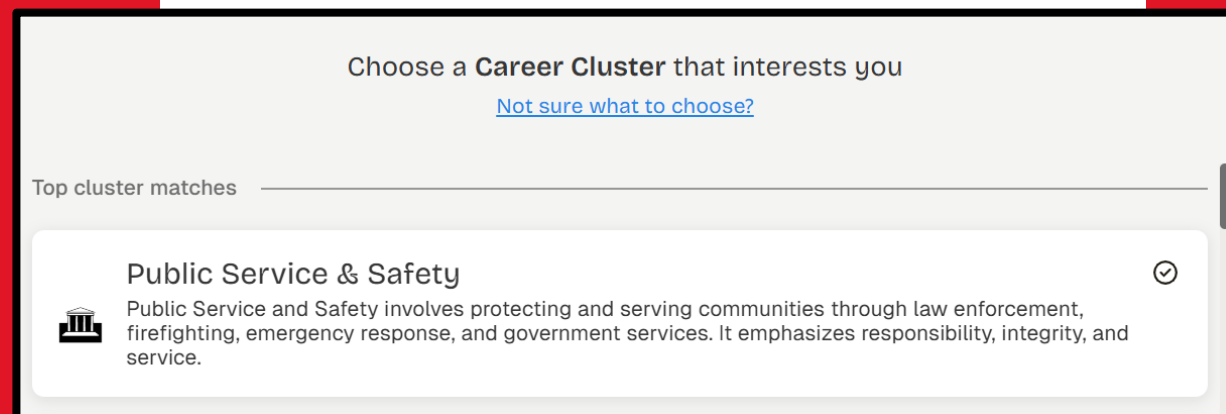 Choose a Career Cluster that interests you
Not sure what to choose?
Top cluster matches
Public Service & Safety
Public Service and Safety involves protecting and serving communities through law enforcement,
firefighting, emergency response, and government services. It emphasizes responsibility, integrity, and
service.